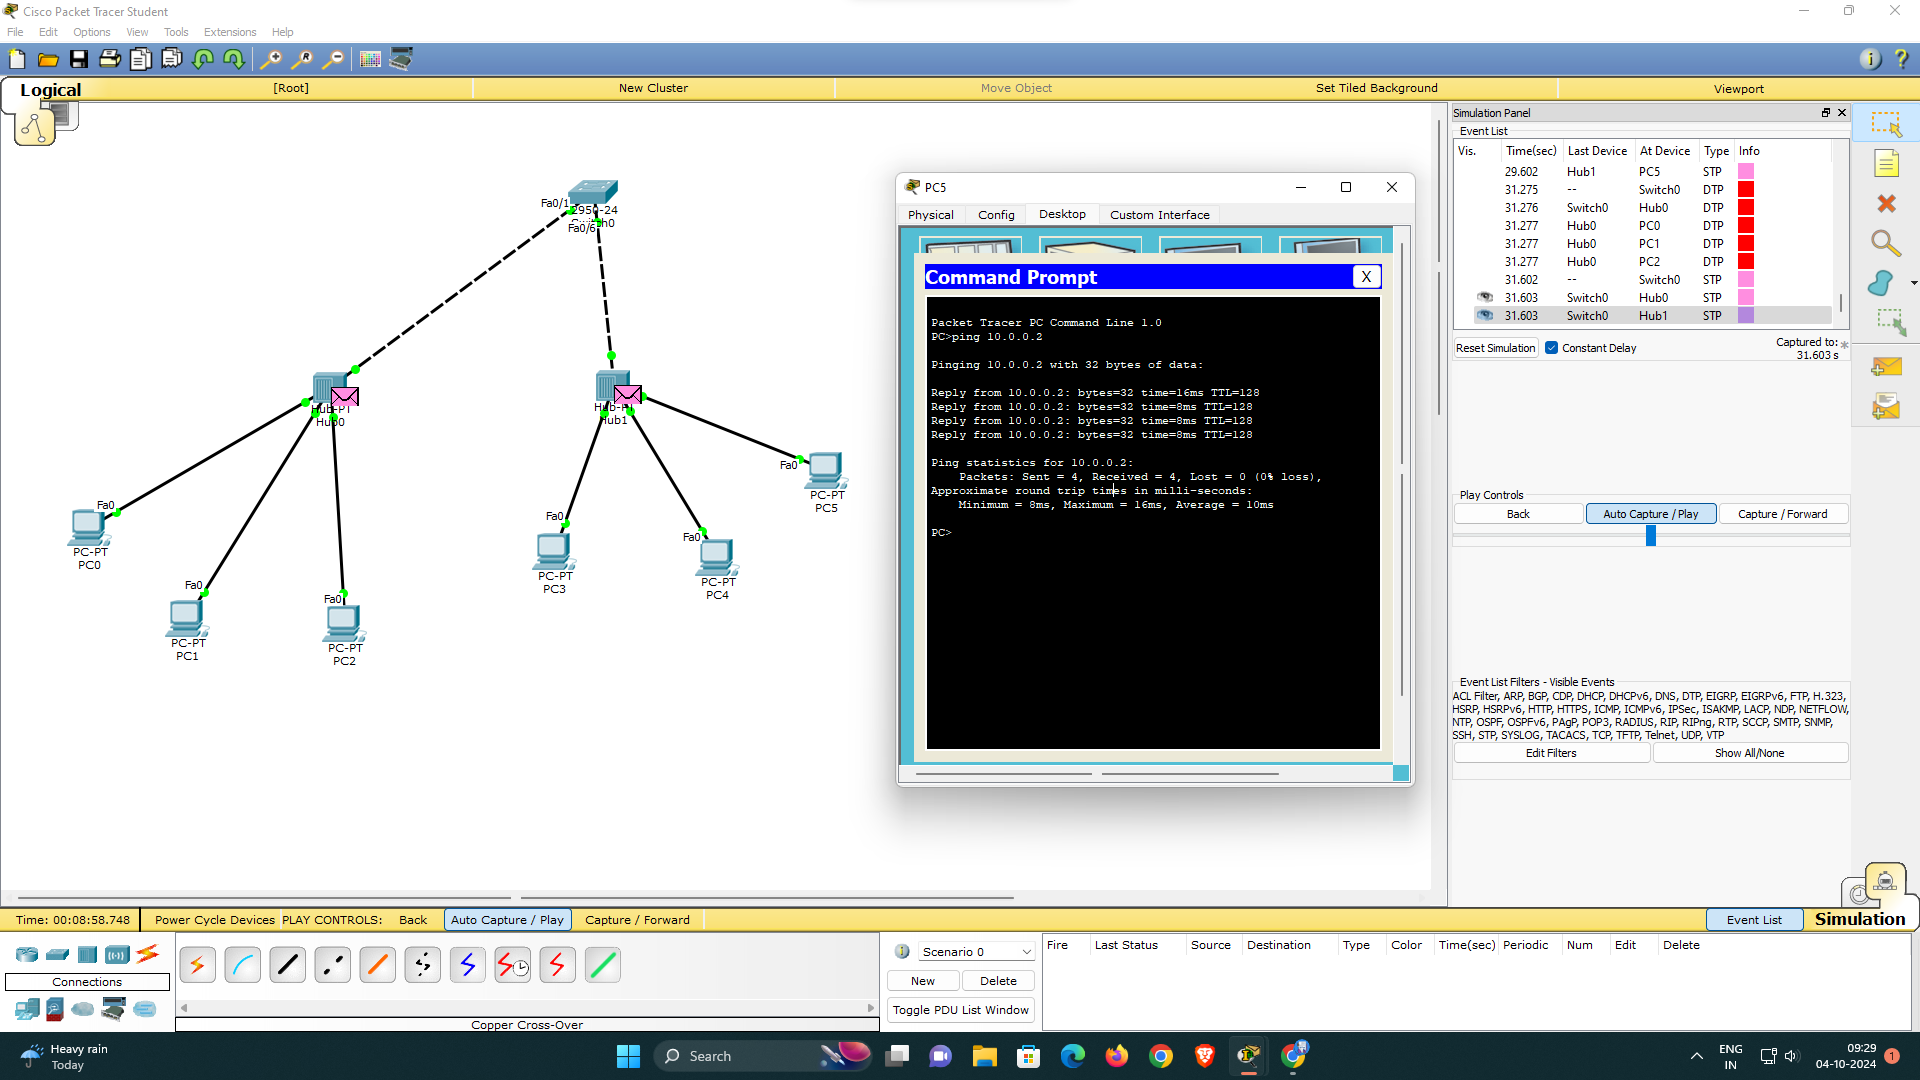 Cisco Packet Tracer Student
File Edit Options View Tools Extensions Help
Logical [Root] New Cluster Move Object Set Tiled Background Viewport
Fa0/1
2950-24
Switch0
Fa0/6
Hub-PT
Hub0
Hub-PT
Hub1
Fa0
PC-PT
PC5
Fa0
PC-PT
PC0
Fa0
PC-PT
PC3
Fa0
PC-PT
PC4
Fa0
PC-PT
PC1
Fa0
PC-PT
PC2
PC5
Physical Config Desktop Custom Interface
Command Prompt X
Packet Tracer PC Command Line 1.0
PC>ping 10.0.0.2
Pinging 10.0.0.2 with 32 bytes of data:
Reply from 10.0.0.2: bytes=32 time=16ms TTL=128
Reply from 10.0.0.2: bytes=32 time=8ms TTL=128
Reply from 10.0.0.2: bytes=32 time=8ms TTL=128
Reply from 10.0.0.2: bytes=32 time=8ms TTL=128
Ping statistics for 10.0.0.2:
Packets: Sent = 4, Received = 4, Lost = 0 (0% loss),
Approximate round trip times in milli-seconds:
Minimum = 8ms, Maximum = 16ms, Average = 10ms
PC>
Simulation Panel
Event List
Vis. Time(sec) Last Device At Device Type Info
29.602 Hub1 PC5 STP
31.275 -- Switch0 DTP
31.276 Switch0 Hub0 DTP
31.277 Hub0 PC0 DTP
31.277 Hub0 PC1 DTP
31.277 Hub0 PC2 DTP
31.602 -- Switch0 STP
31.603 Switch0 Hub0 STP
31.603 Switch0 Hub1 STP
Reset Simulation Constant Delay Captured to: *
31.603 s
Play Controls
Back Auto Capture / Play Capture / Forward
Event List Filters - Visible Events
ACL Filter, ARP, BGP, CDP, DHCP, DHCPv6, DNS, DTP, EIGRP, EIGRPv6, FTP, H.323,
HSRP, HSRPv6, HTTP, HTTPS, ICMP, ICMPv6, IPSec, ISAKMP, LACP, NDP, NETFLOW,
NTP, OSPF, OSPFv6, PAgP, POP3, RADIUS, RIP, RIPng, RTP, SCCP, SMTP, SNMP,
SSH, STP, SYSLOG, TACACS, TCP, TFTP, Telnet, UDP, VTP
Edit Filters Show All/None
Time: 00:08:58.748 Power Cycle Devices PLAY CONTROLS: Back Auto Capture / Play Capture / Forward Event List Simulation
Connections
Copper Cross-Over
Scenario 0
New Delete
Toggle PDU List Window
Fire Last Status Source Destination Type Color Time(sec) Periodic Num Edit Delete
Heavy rain
Today
Search
ENG
IN
09:29
04-10-2024
1